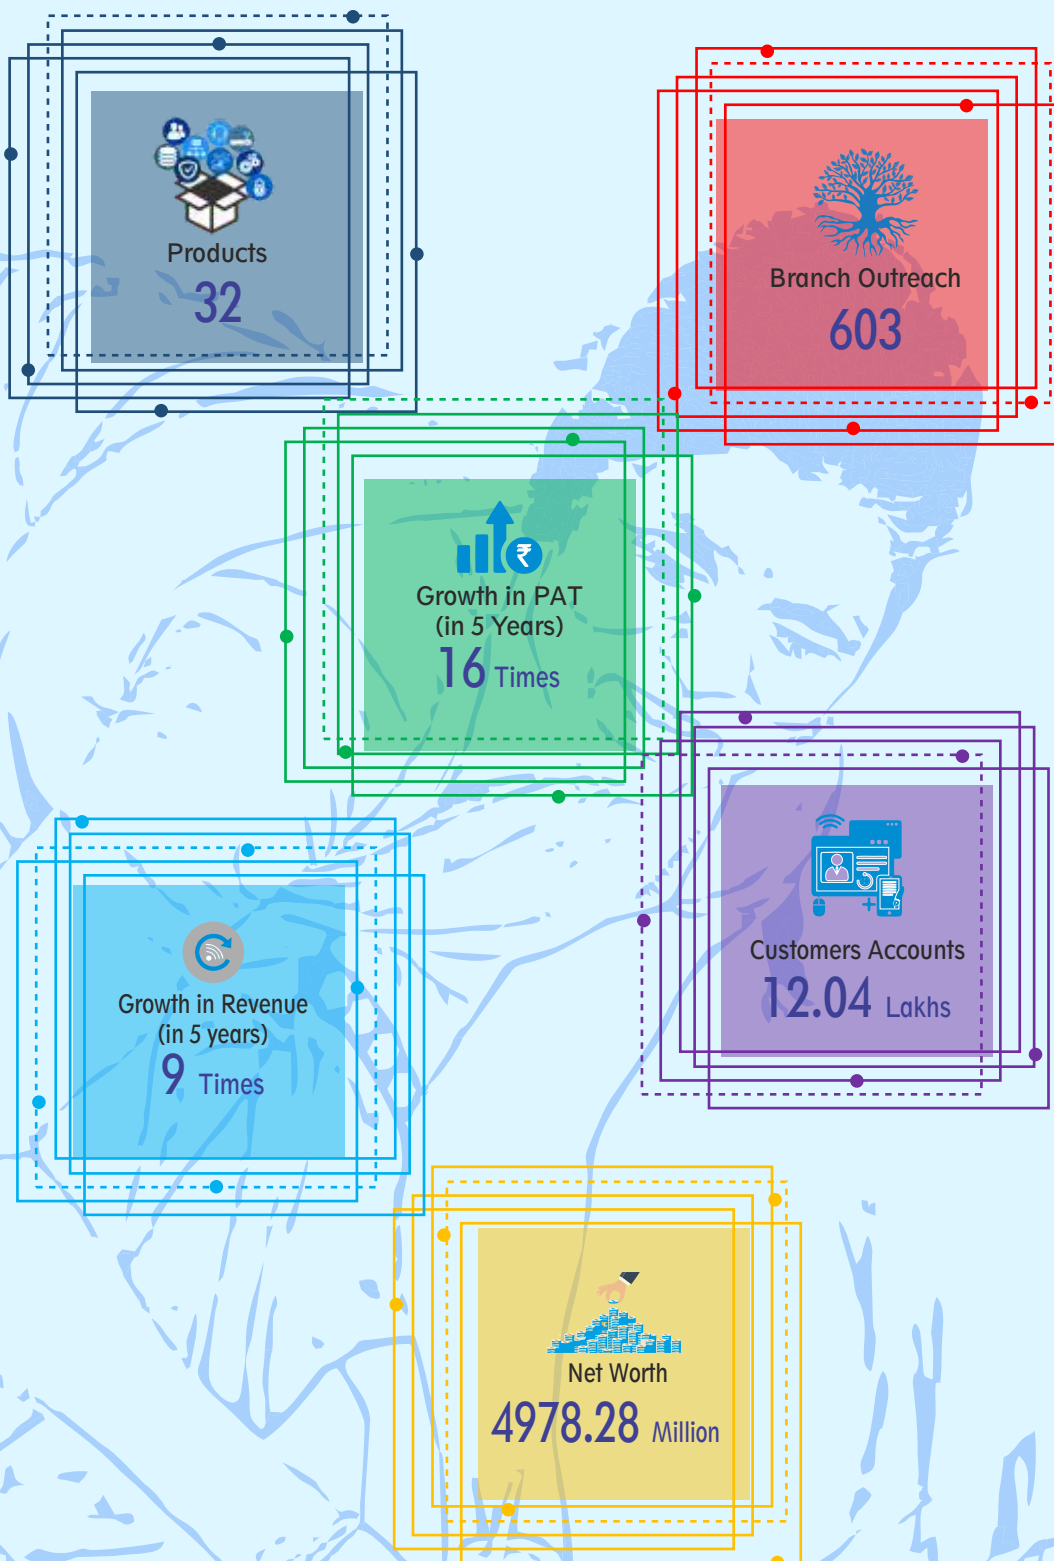 Products
32
Branch Outreach
603
₹
Growth in PAT
(in 5 Years)
16 Times
Customers Accounts
12.04 Lakhs
Growth in Revenue
(in 5 years)
9 Times
Net Worth
4978.28 Million